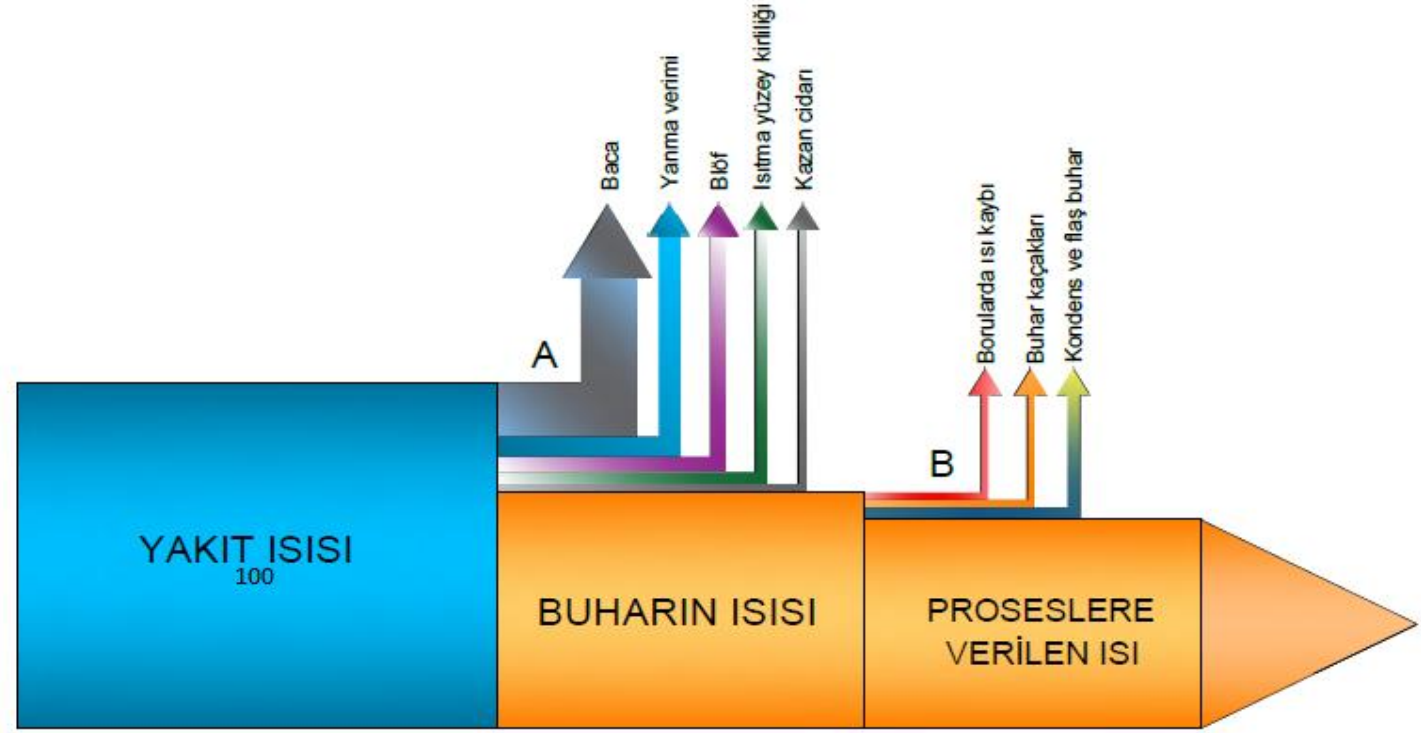 Baca
Yanma verimi
Blöf
Isıtma yüzey kirliliği
Kazan cidarı
A
Borularda ısı kaybı
Buhar kaçakları
Kondens ve flaş buhar
B
YAKIT ISISI
100
BUHARIN ISISI
PROSESLERE
VERİLEN ISI